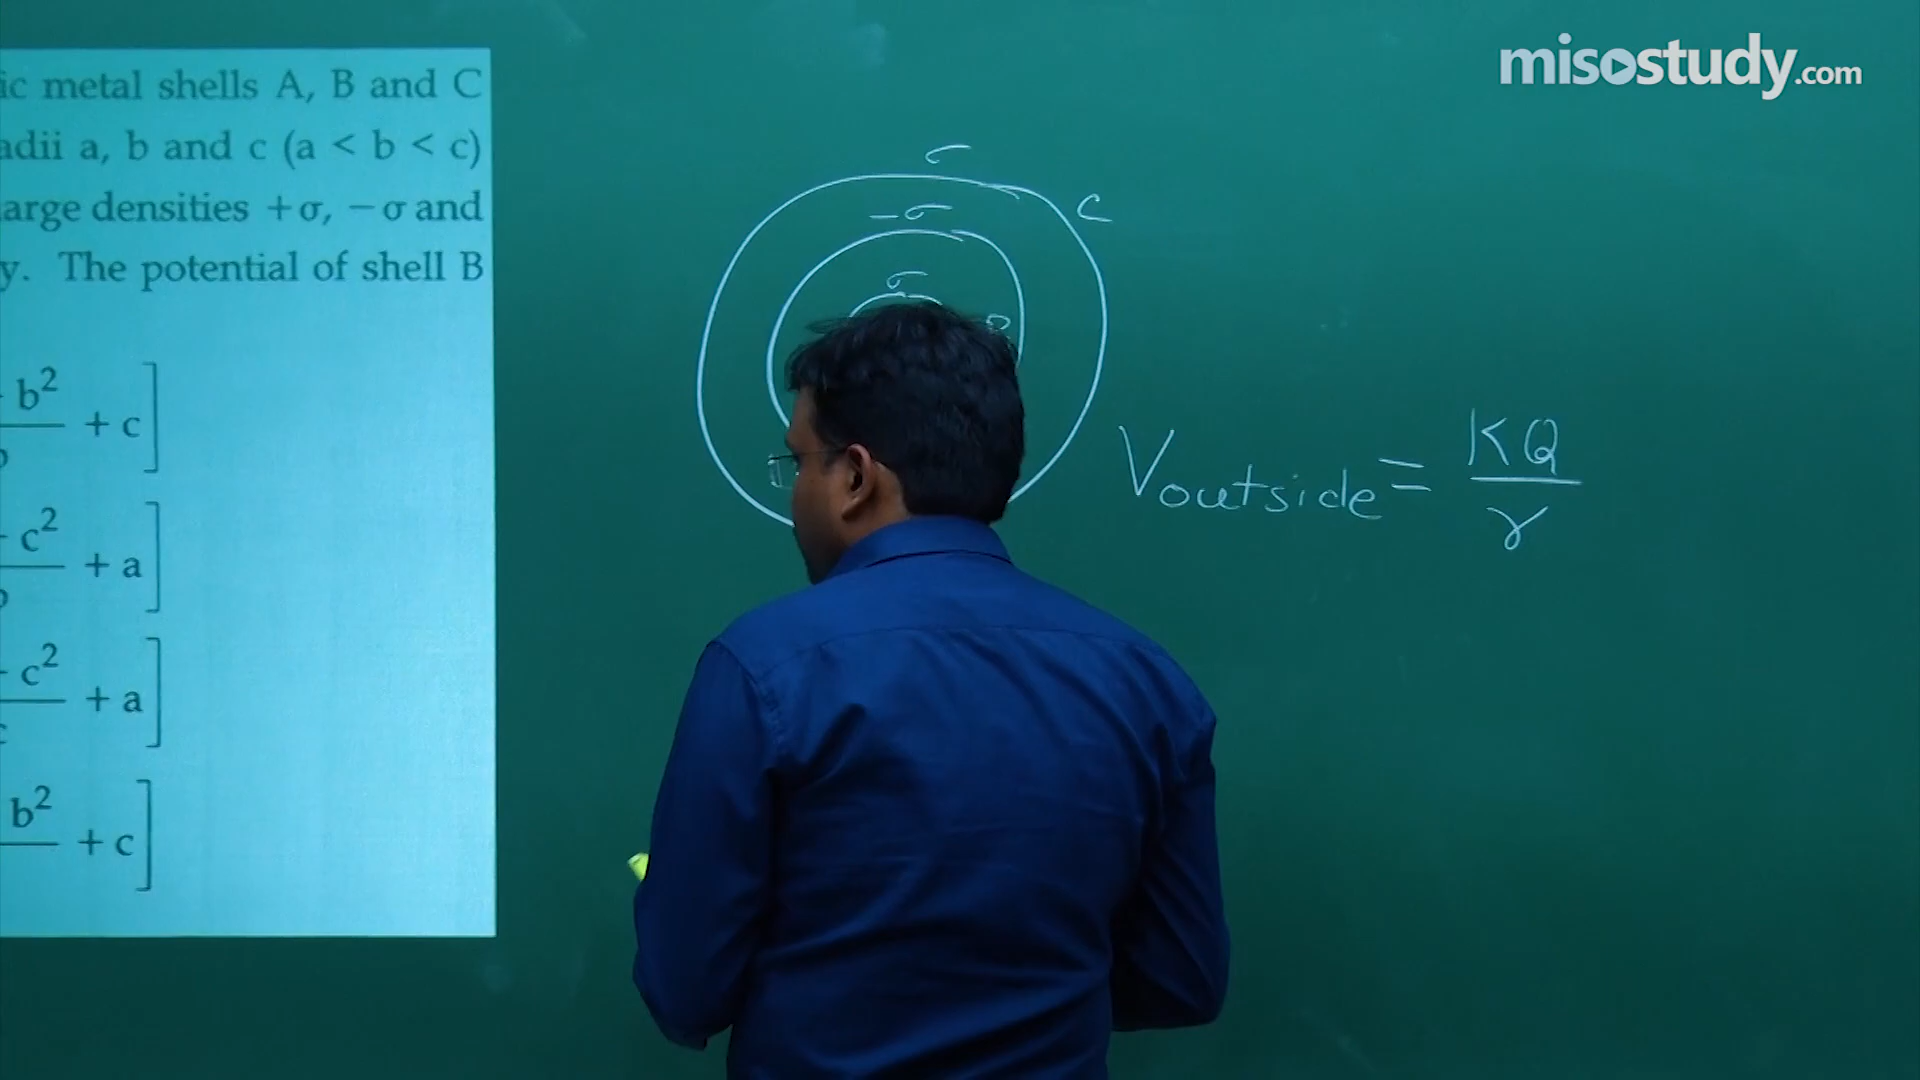 misostudy.com
ic metal shells A, B and C
adii a, b and c (a < b < c)
arge densities +σ, −σ and
y. The potential of shell B
b² + c]
c² + a]
c² + a]
b² + c]
σ
−σ
σ
C
B
V outside = KQ/r